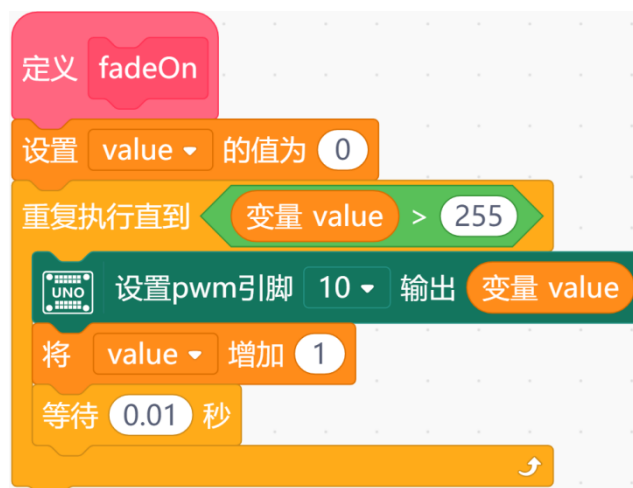 定义 fadeOn
设置 value 的值为 0
重复执行直到 变量 value > 255
UNO 设置pwm引脚 10 输出 变量 value
将 value 增加 1
等待 0.01 秒